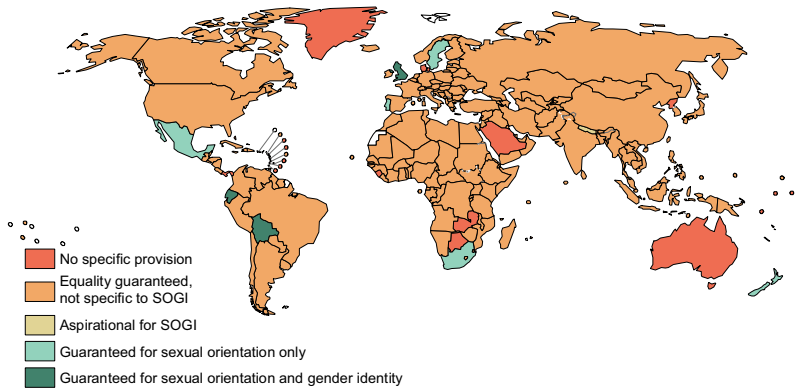 No specific provision
Equality guaranteed,
not specific to SOGI
Aspirational for SOGI
Guaranteed for sexual orientation only
Guaranteed for sexual orientation and gender identity